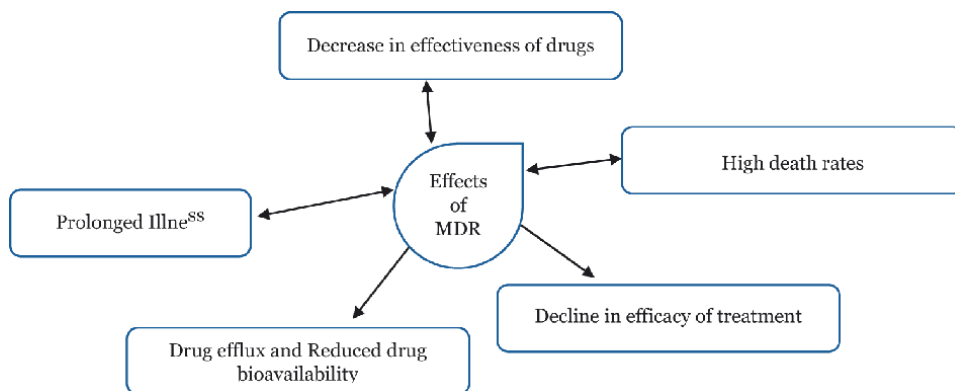 Decrease in effectiveness of drugs
High death rates
Effects
of
MDR
Prolonged Illness
Decline in efficacy of treatment
Drug efflux and Reduced drug
bioavailability